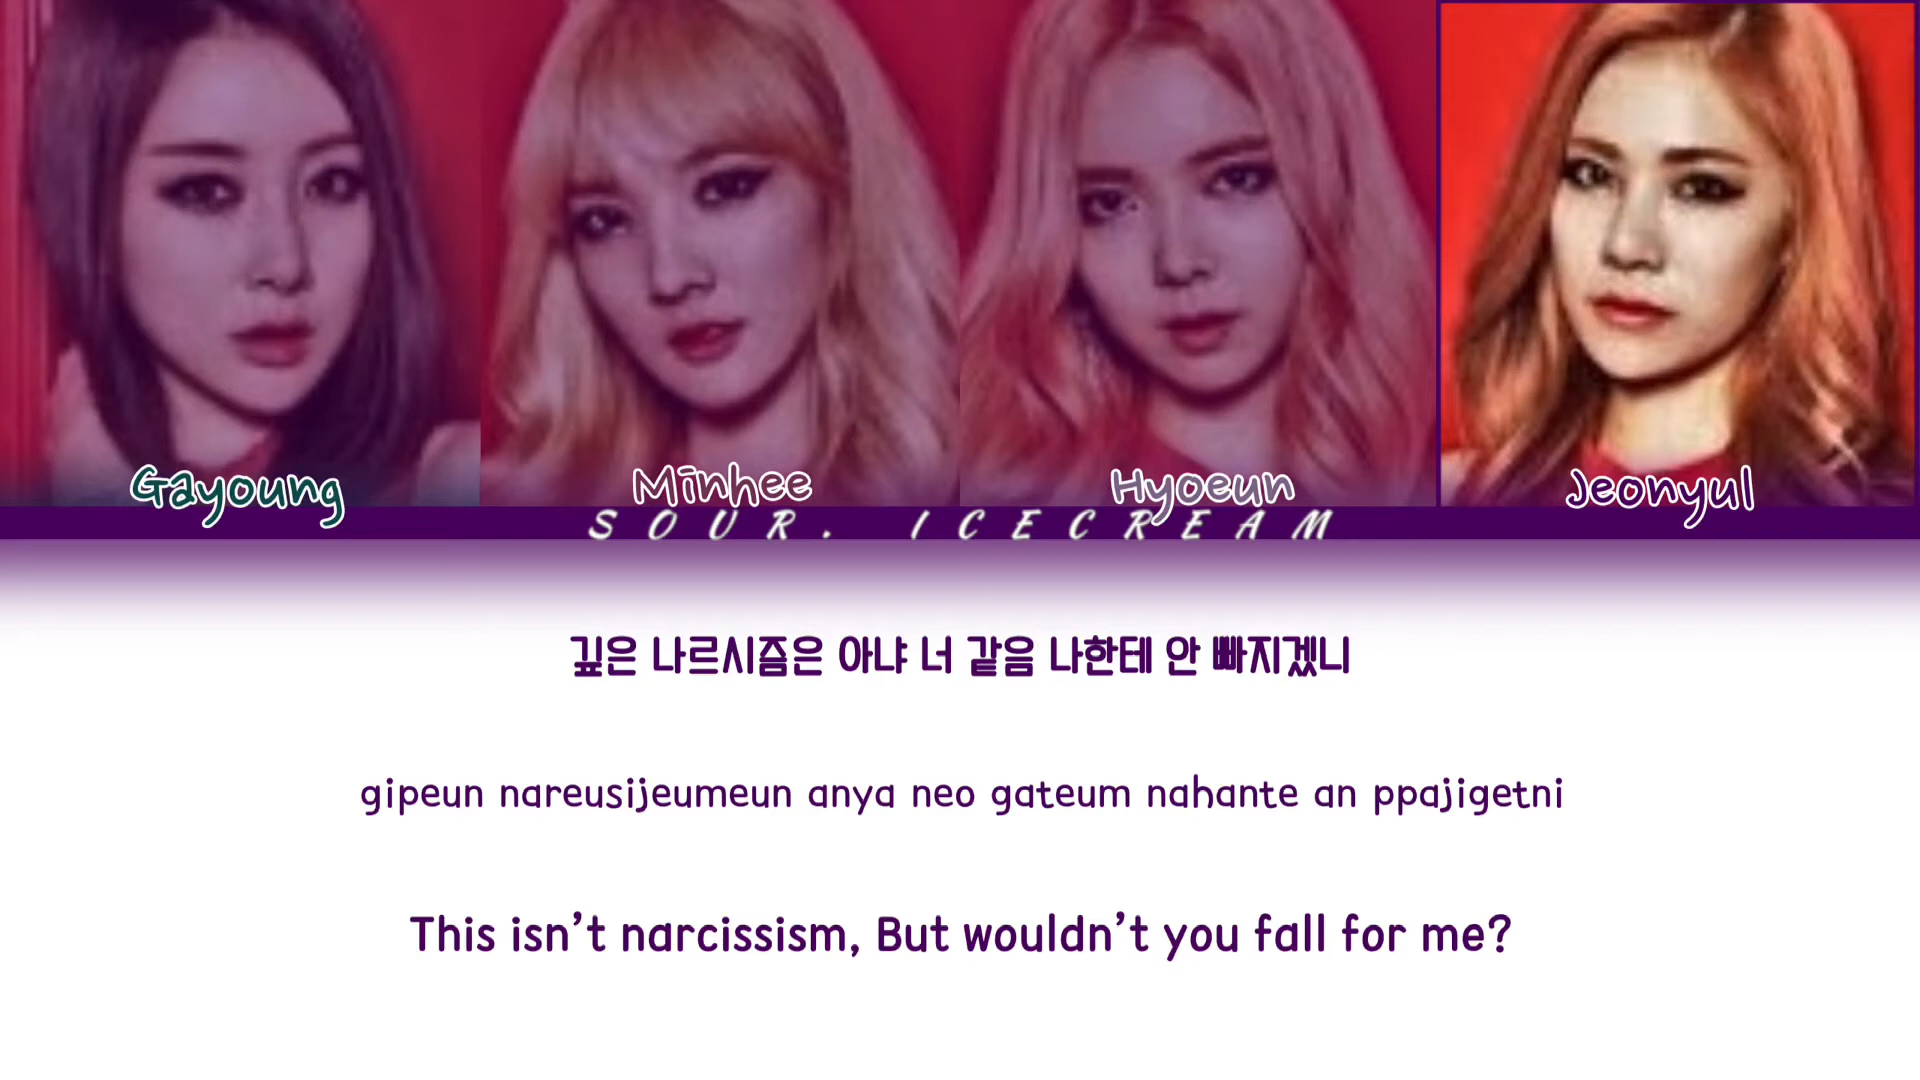 Gayoung Minhee Hyoeun Jeonyul
SOUR. ICECREAM
깊은 나르시즘은 아냐 너 같음 나한테 안 빠지겠니
gipeun nareusijeumeun anya neo gateum nahante an ppajigetni
This isn't narcissism, But wouldn't you fall for me?